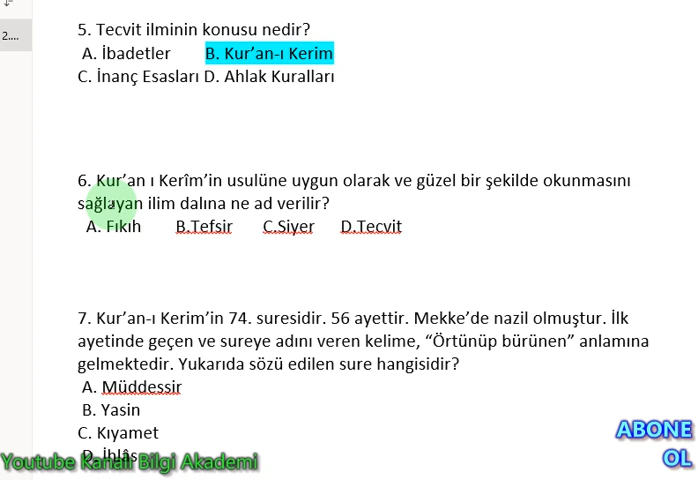 2....
5. Tecvit ilminin konusu nedir?
A. İbadetler B. Kur’an-ı Kerim
C. İnanç Esasları D. Ahlak Kuralları
6. Kur’an ı Kerîm’in usulüne uygun olarak ve güzel bir şekilde okunmasını
sağlayan ilim dalına ne ad verilir?
A. Fıkıh B.Tefsir C.Siyer D.Tecvit
7. Kur’an-ı Kerim’in 74. suresidir. 56 ayettir. Mekke’de nazil olmuştur. İlk
ayetinde geçen ve sureye adını veren kelime, “Örtünüp bürünen” anlamına
gelmektedir. Yukarıda sözü edilen sure hangisidir?
A. Müddessir
B. Yasin
C. Kıyamet
D. İhlâs
Youtube Kanalı Bilgi Akademi
ABONE
OL